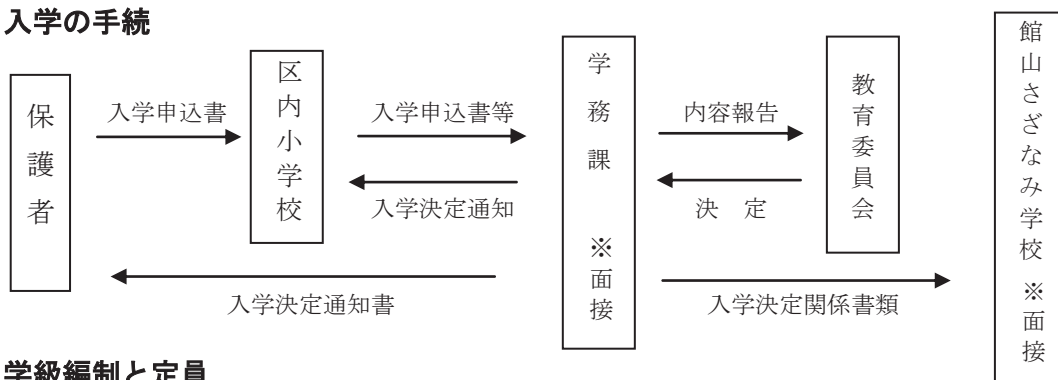 入学の手続
保護者
入学申込書
区内小学校
入学申込書等
入学決定通知
学務課 ※面接
内容報告
決 定
教育委員会
館山さざなみ学校 ※面接
入学決定通知書
入学決定関係書類
学級編制と定員